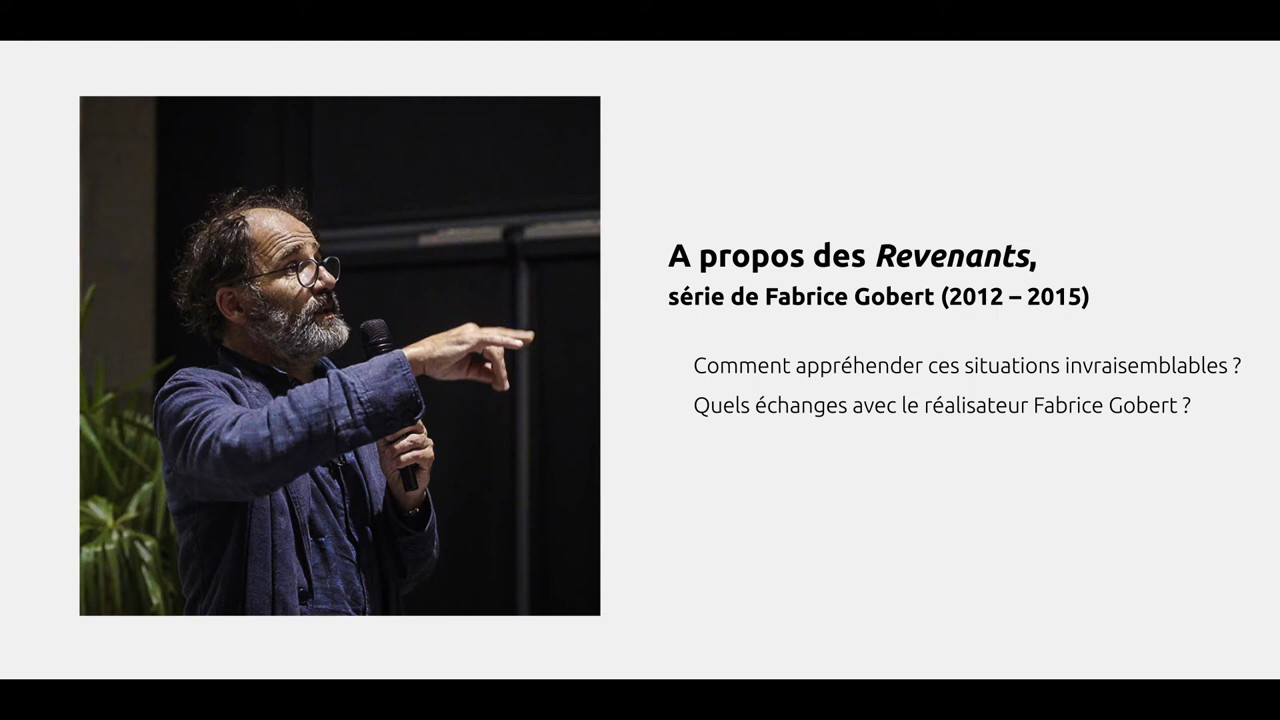 A propos des Revenants,
série de Fabrice Gobert (2012 – 2015)
Comment appréhender ces situations invraisemblables ?
Quels échanges avec le réalisateur Fabrice Gobert ?